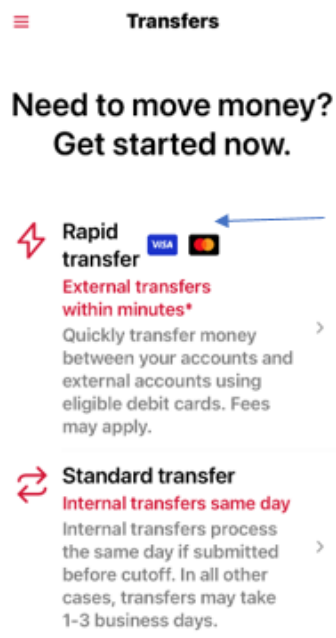 Transfers
Need to move money?
Get started now.
Rapid
transfer VISA
External transfers
within minutes*
Quickly transfer money
between your accounts and
external accounts using
eligible debit cards. Fees
may apply.
Standard transfer
Internal transfers same day
Internal transfers process
the same day if submitted
before cutoff. In all other
cases, transfers may take
1-3 business days.